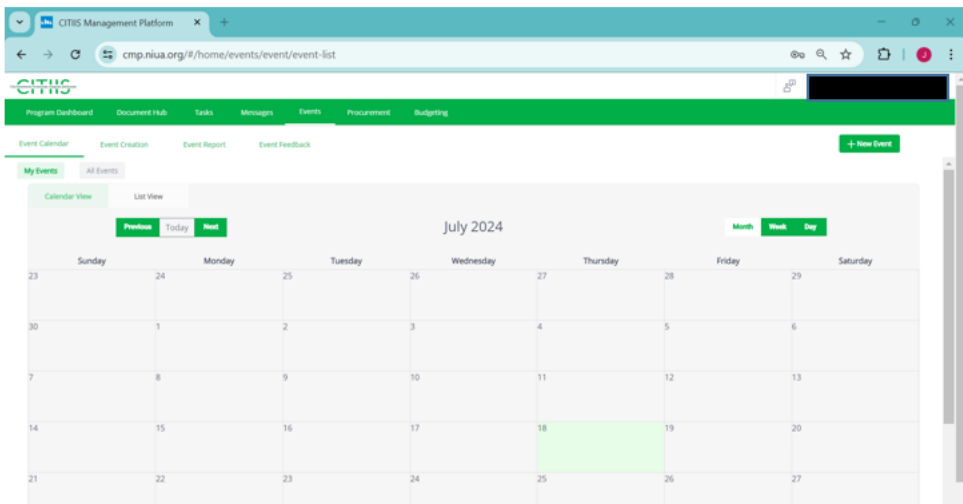 CITIIS Management Platform
cmp.niua.org/#/home/events/event/event-list
J
CITIIS
Program Dashboard Document Hub Tasks Messages Events Procurement Budgeting
Event Calendar Event Creation Event Report Event Feedback + New Event
My Events All Events
Calendar View List View
Previous Today Next July 2024 Month Week Day
Sunday Monday Tuesday Wednesday Thursday Friday Saturday
23 24 25 26 27 28 29
30 1 2 3 4 5 6
7 8 9 10 11 12 13
14 15 16 17 18 19 20
21 22 23 24 25 26 27